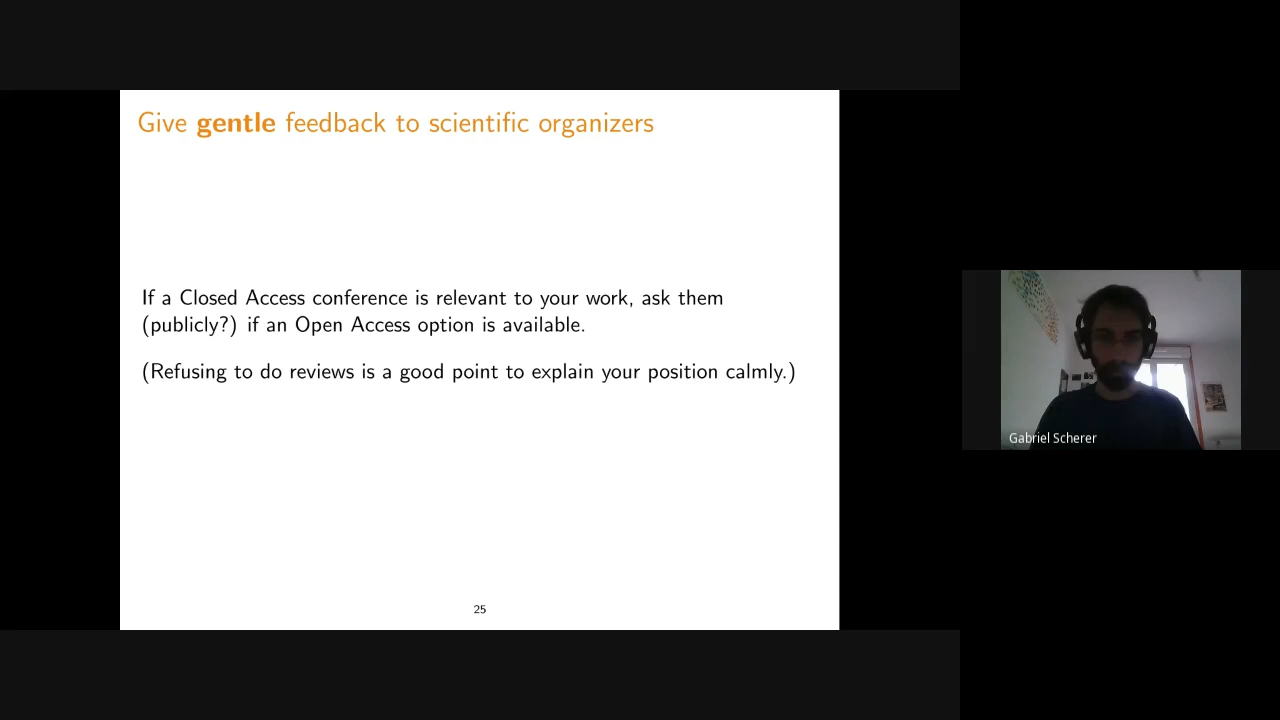 Give gentle feedback to scientific organizers
If a Closed Access conference is relevant to your work, ask them
(publicly?) if an Open Access option is available.
(Refusing to do reviews is a good point to explain your position calmly.)
25
Gabriel Scherer